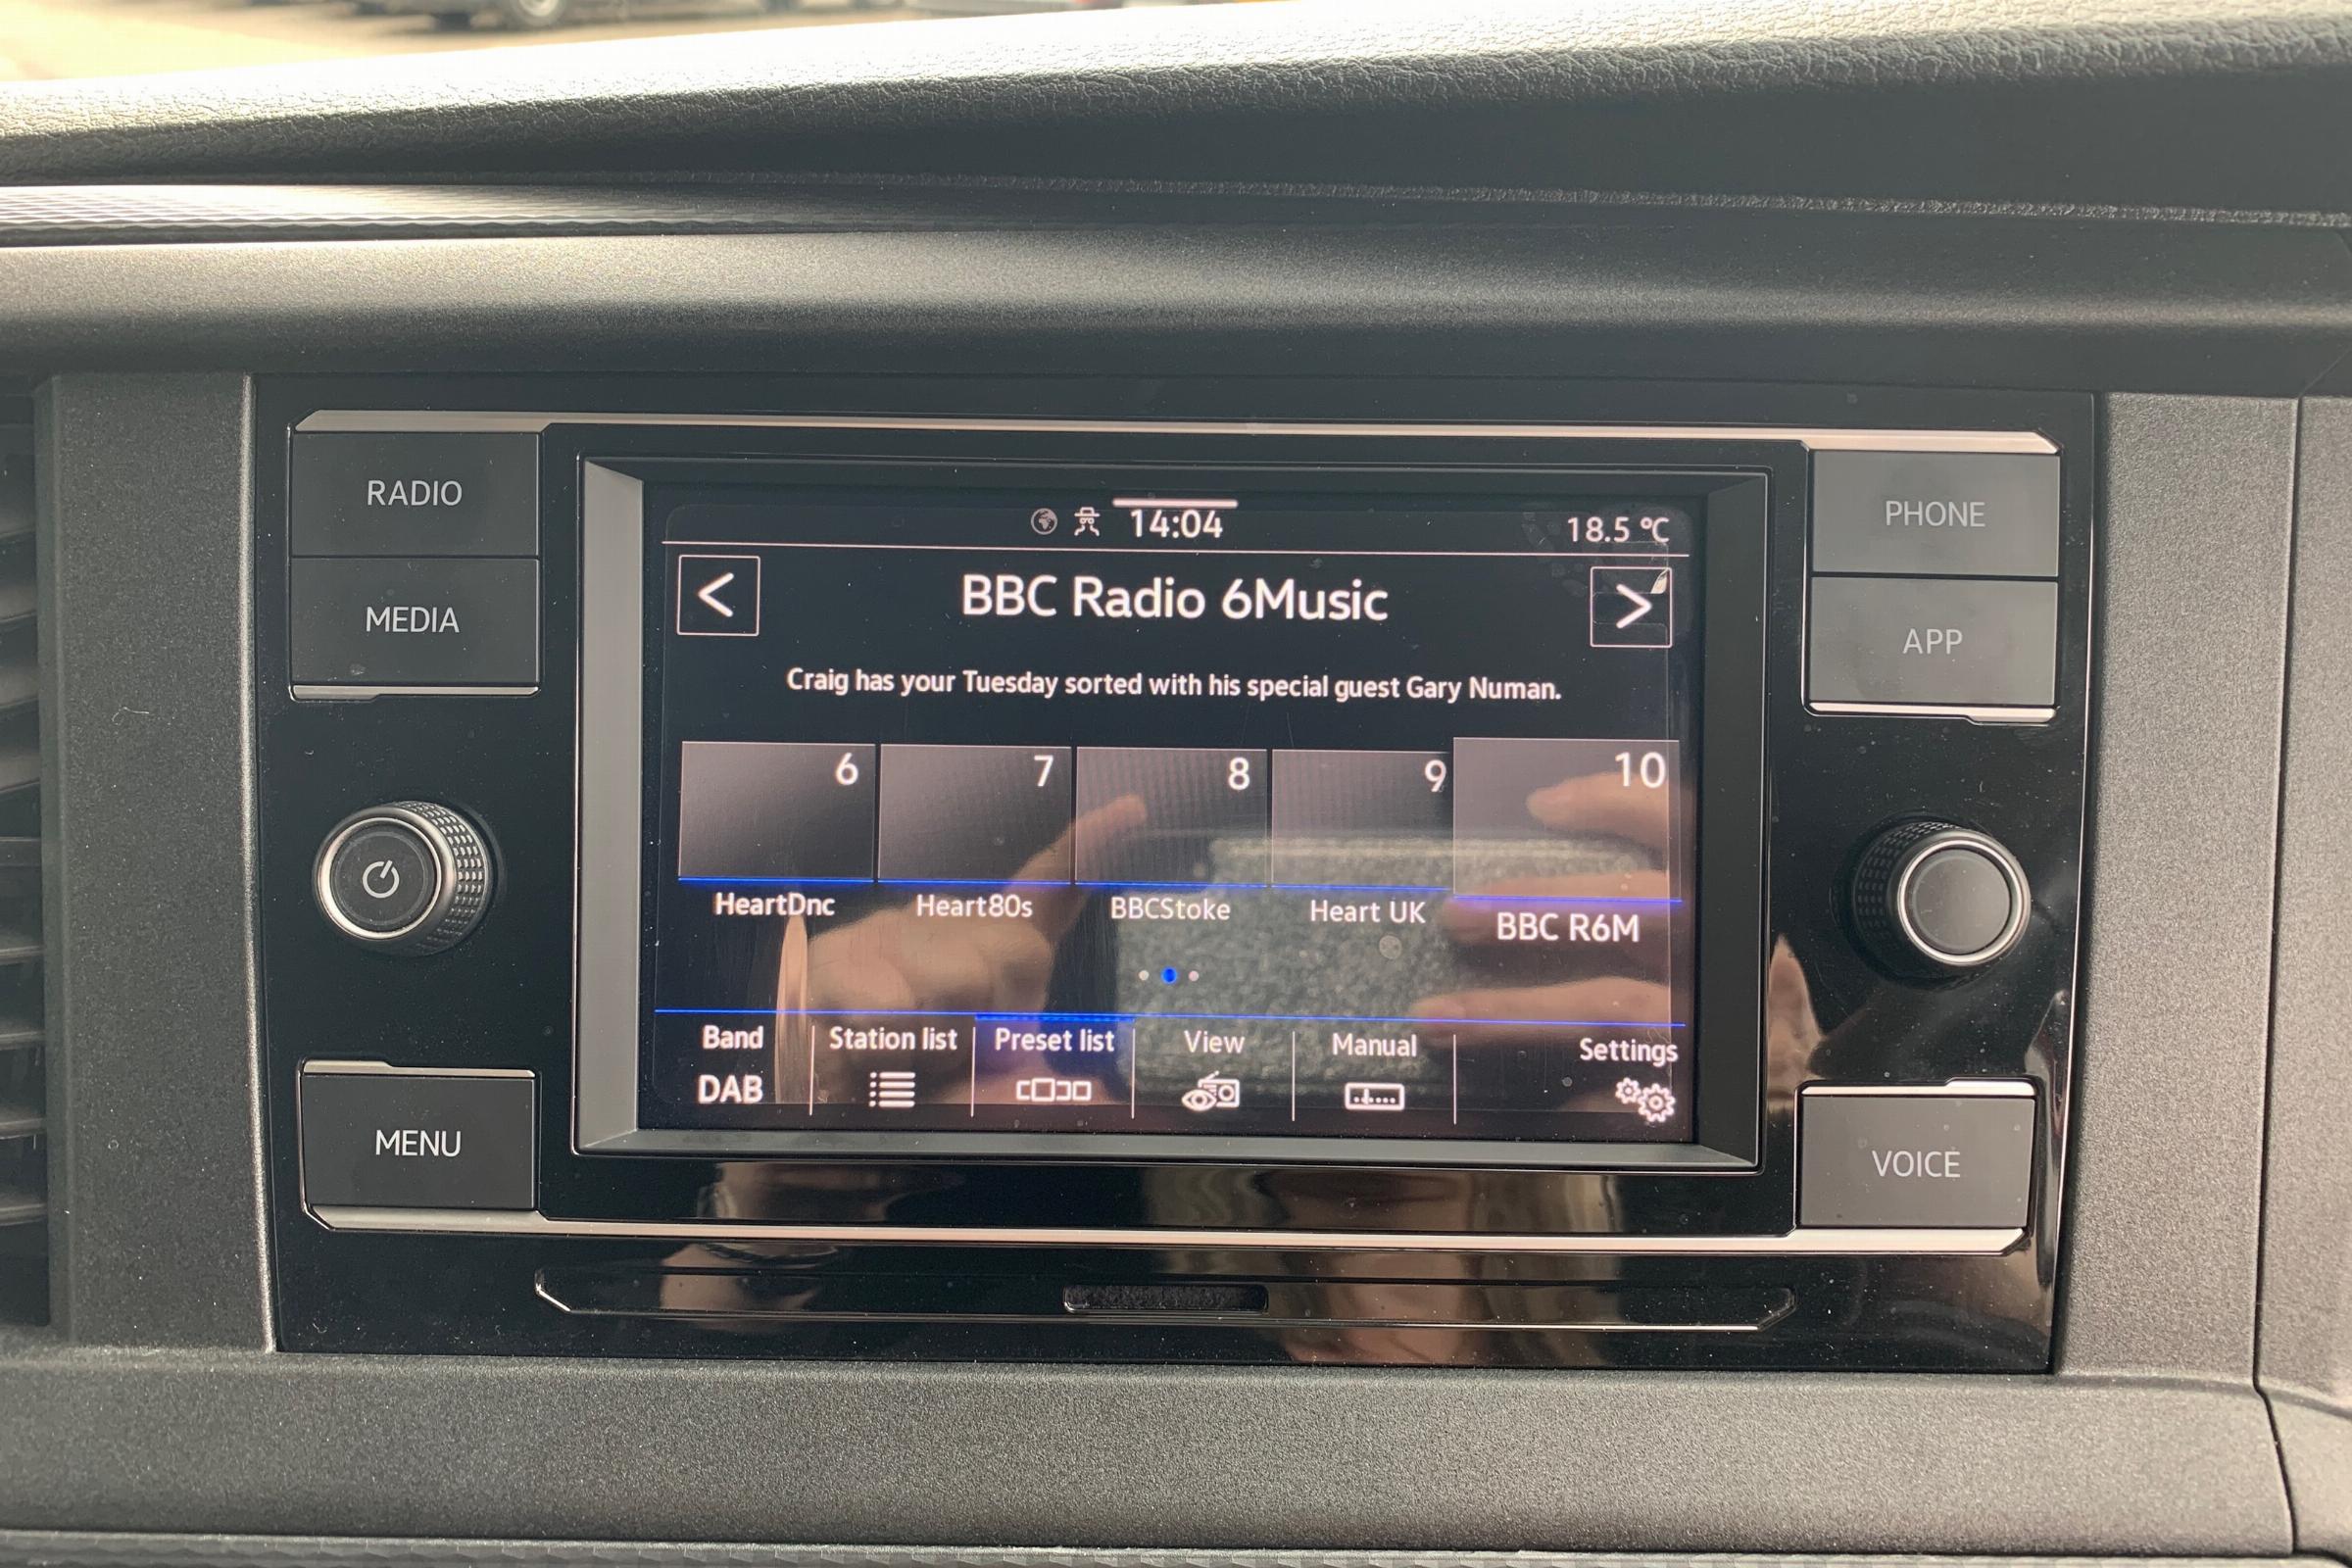 RADIO
MEDIA
MENU
PHONE
APP
VOICE
14:04
18.5 °C
< BBC Radio 6Music >
Craig has your Tuesday sorted with his special guest Gary Numan.
6 7 8 9 10
HeartDnc Heart80s BBCStoke Heart UK BBC R6M
Band Station list Preset list View Manual Settings
DAB